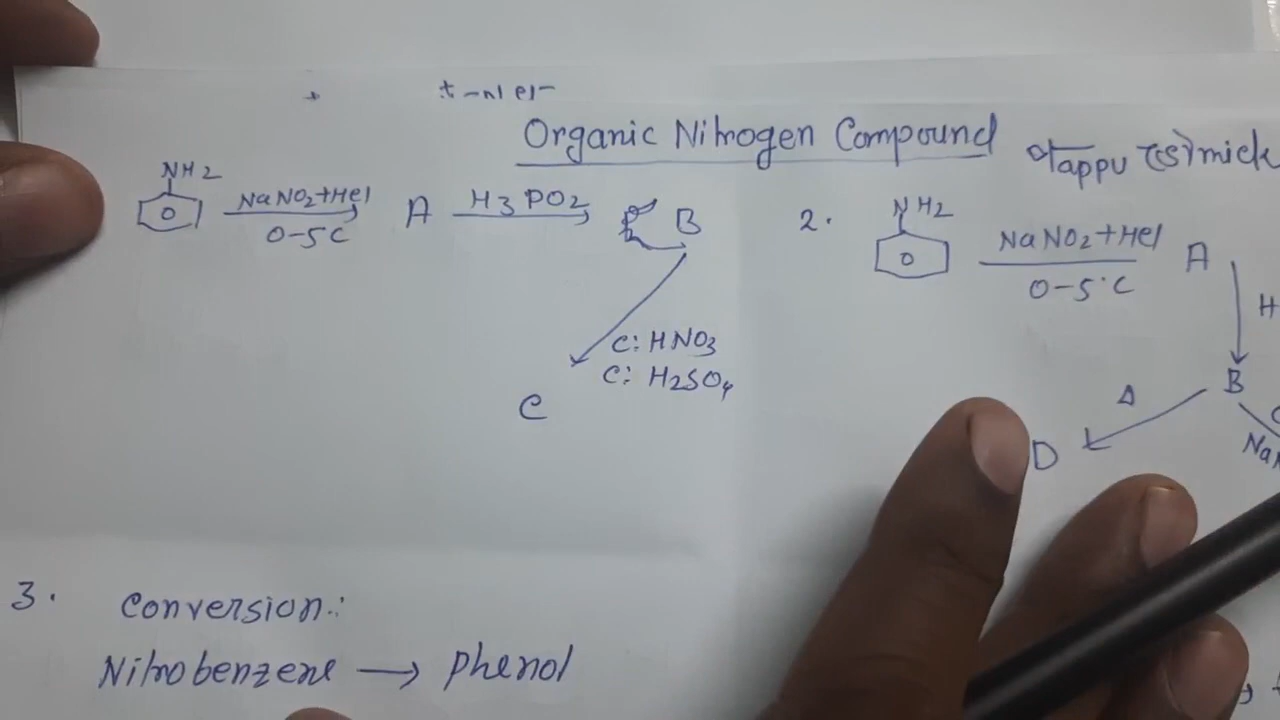 Organic Nitrogen Compound
NH2
NaNO2+HCl
0-5C
A
H3PO2
B
C: HNO3
C: H2SO4
C
2.
NH2
NaNO2+HCl
0-5°C
A
H
B
Δ
D
3. Conversion:
Nitrobenzene → Phenol